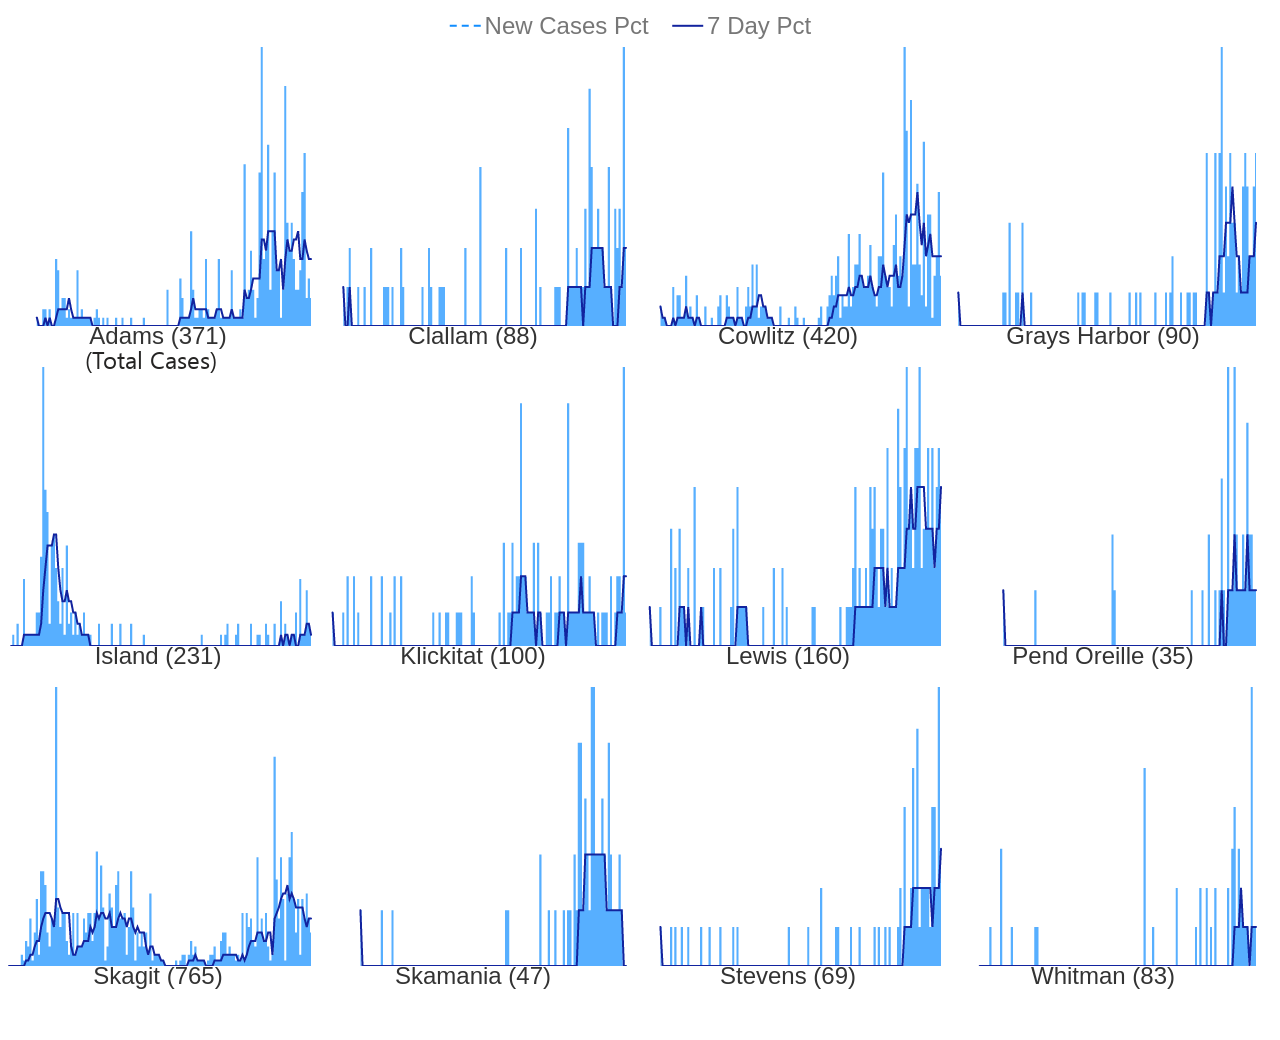 New Cases Pct 7 Day Pct
Adams (371) Clallam (88) Cowlitz (420) Grays Harbor (90)
(Total Cases)
Island (231) Klickitat (100) Lewis (160) Pend Oreille (35)
Skagit (765) Skamania (47) Stevens (69) Whitman (83)